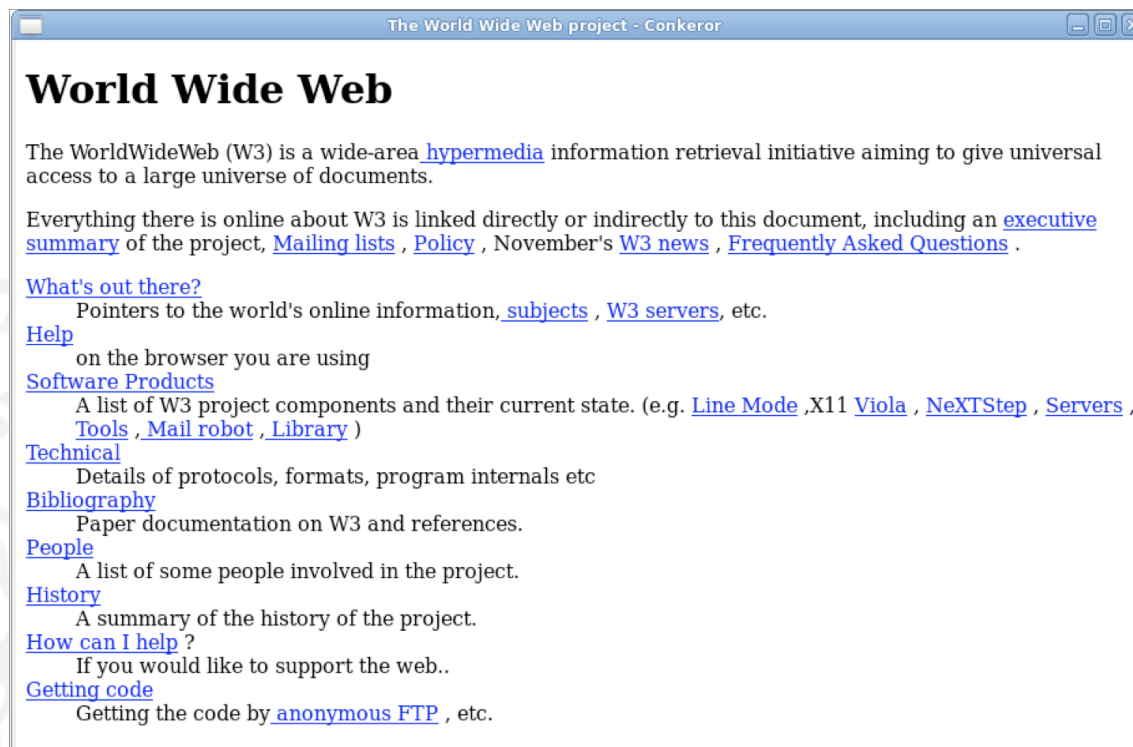 The World Wide Web project - Conkeror
World Wide Web
The WorldWideWeb (W3) is a wide-area hypermedia information retrieval initiative aiming to give universal
access to a large universe of documents.
Everything there is online about W3 is linked directly or indirectly to this document, including an executive
summary of the project, Mailing lists , Policy , November's W3 news , Frequently Asked Questions .
What's out there?
Pointers to the world's online information, subjects , W3 servers, etc.
Help
on the browser you are using
Software Products
A list of W3 project components and their current state. (e.g. Line Mode ,X11 Viola , NeXTStep , Servers ,
Tools , Mail robot , Library )
Technical
Details of protocols, formats, program internals etc
Bibliography
Paper documentation on W3 and references.
People
A list of some people involved in the project.
History
A summary of the history of the project.
How can I help ?
If you would like to support the web..
Getting code
Getting the code by anonymous FTP , etc.